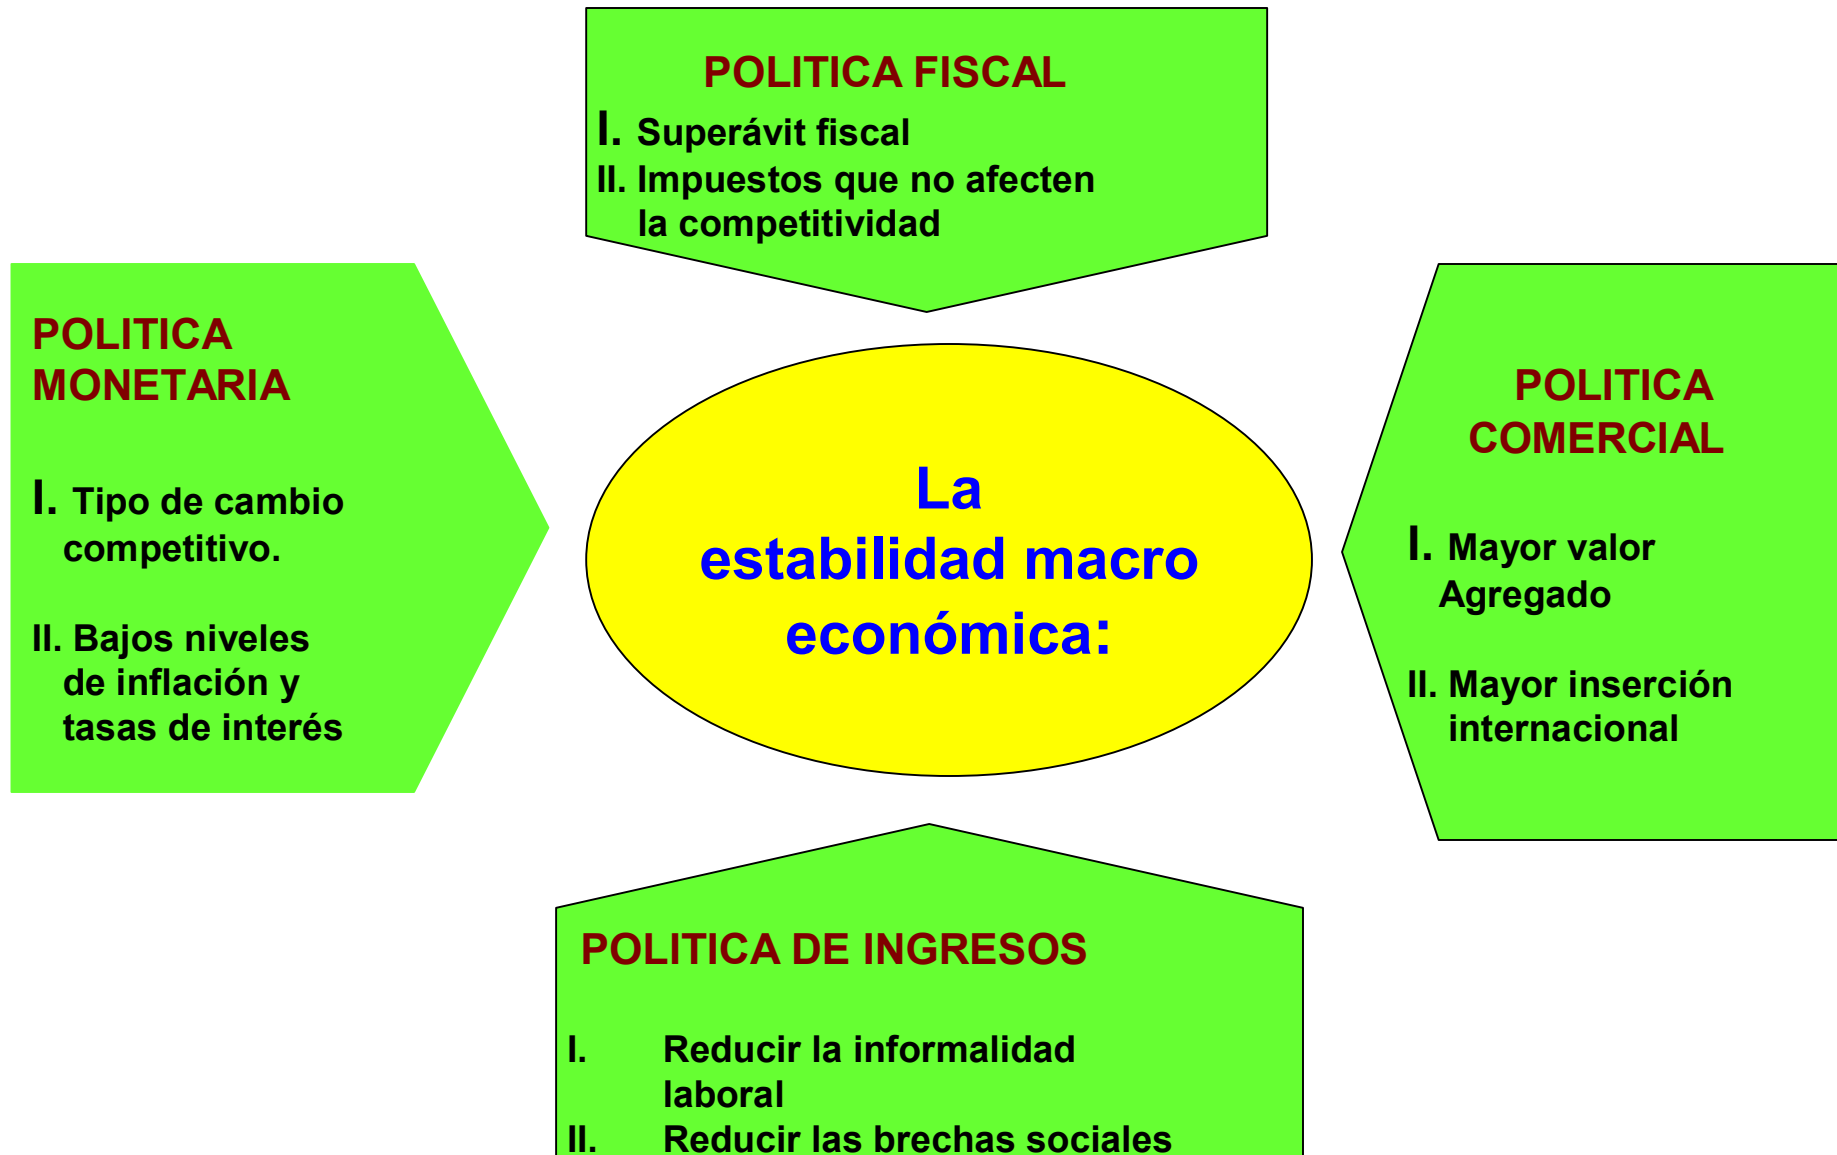 POLITICA FISCAL
I. Superávit fiscal
II. Impuestos que no afecten
la competitividad
POLITICA
MONETARIA
I. Tipo de cambio
competitivo.
II. Bajos niveles
de inflación y
tasas de interés
La
estabilidad macro
económica:
POLITICA
COMERCIAL
I. Mayor valor
Agregado
II. Mayor inserción
internacional
POLITICA DE INGRESOS
I. Reducir la informalidad
laboral
II. Reducir las brechas sociales